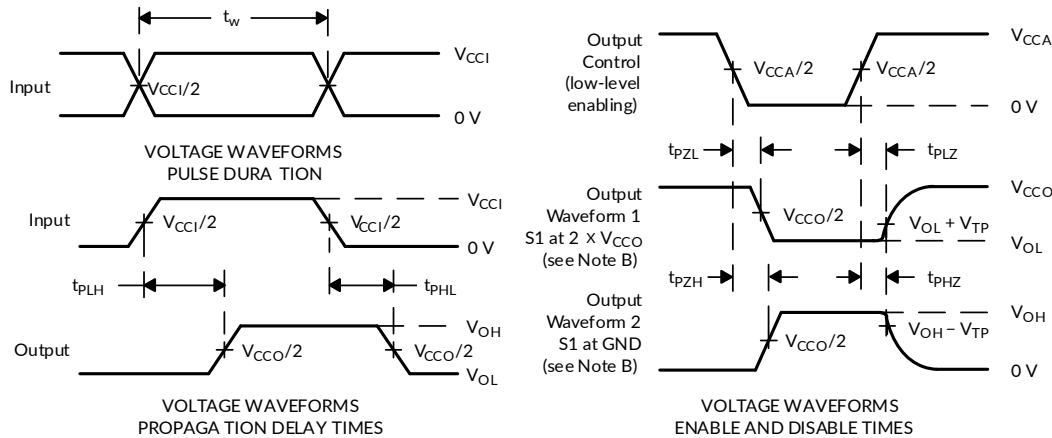 t_w
V_CCI
Input
V_CCI/2
0 V
VOLTAGE WAVEFORMS
PULSE DURA TION
V_CCI
Input
V_CCI/2
V_CCI/2
0 V
t_PLH
t_PHL
V_OH
Output
V_CCO/2
V_CCO/2
V_OL
VOLTAGE WAVEFORMS
PROPAGA TION DELAY TIMES
Output
Control
(low-level
enabling)
V_CCA
V_CCA/2
V_CCA/2
0 V
t_PZL
t_PLZ
Output
Waveform 1
S1 at 2 x V_CCO
(see Note B)
V_CCO
V_CCO/2
V_OL + V_TP
V_OL
t_PZH
t_PHZ
Output
Waveform 2
S1 at GND
(see Note B)
V_OH
V_CCO/2
V_OH − V_TP
0 V
VOLTAGE WAVEFORMS
ENABLE AND DISABLE TIMES